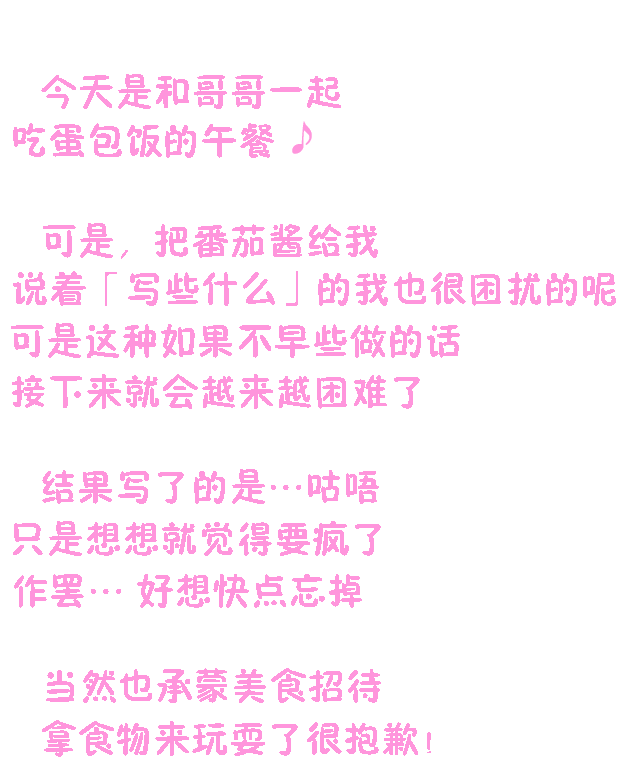 今天是和哥哥一起
吃蛋包饭的午餐 ♪
可是，把番茄酱给我
说着「写些什么」的我也很困扰的呢
可是这种如果不早些做的话
接下来就会越来越困难了
结果写了的是…咕唔
只是想想就觉得要疯了
作罢… 好想快点忘掉
当然也承蒙美食招待
拿食物来玩耍了很抱歉！